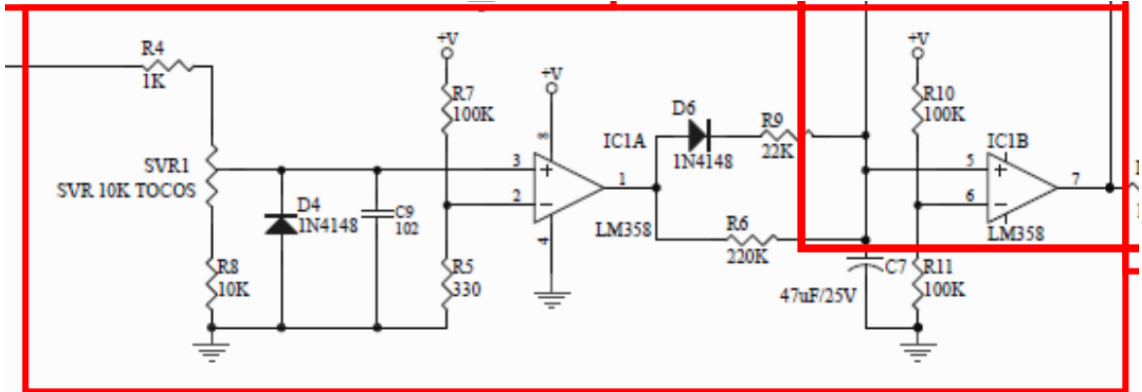 R4
1K
SVR1
SVR 10K TOCOS
R8
10K
D4
1N4148
C9
102
+V
R7
100K
R5
330
+V
8
3
2
+
−
1
4
IC1A
LM358
D6
1N4148
R9
22K
R6
220K
C7
47uF/25V
+V
R10
100K
IC1B
5
6
+
−
7
LM358
R11
100K